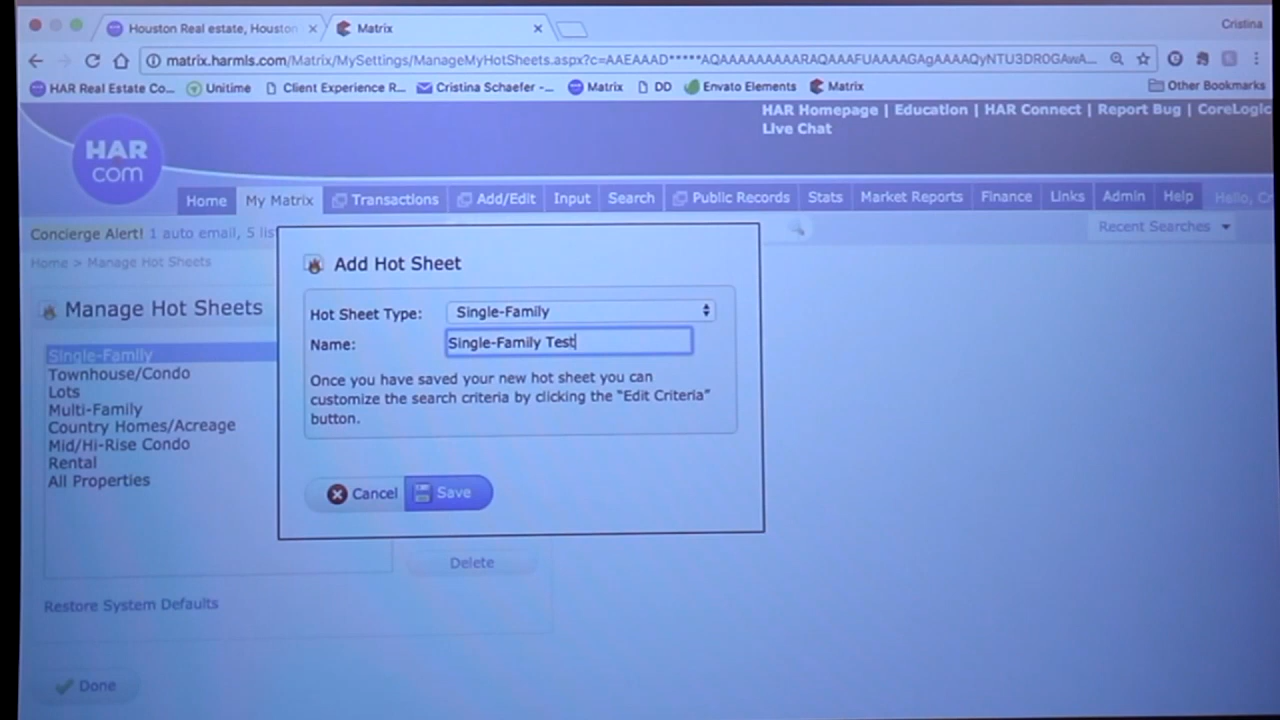 Houston Real estate, Houston
Matrix
Cristina
matrix.harmls.com/Matrix/MySettings/ManageMyHotSheets.aspx?c=AAEAAAD*****AQAAAAAAAAARAQAAAFUAAAAGAgAAAAQyNTU3DR0GAwA...
HAR Real Estate Co...
Unitime
Client Experience R...
Cristina Schaefer -...
Matrix
DD
Envato Elements
Matrix
Other Bookmarks
HAR Homepage | Education | HAR Connect | Report Bug | CoreLogic
Live Chat
HAR
com
Home
My Matrix
Transactions
Add/Edit
Input
Search
Public Records
Stats
Market Reports
Finance
Links
Admin
Help
Hello, C
Concierge Alert! 1 auto email, 5 lis
Recent Searches
Home > Manage Hot Sheets
Manage Hot Sheets
Single-Family
Townhouse/Condo
Lots
Multi-Family
Country Homes/Acreage
Mid/Hi-Rise Condo
Rental
All Properties
Add Hot Sheet
Hot Sheet Type: Single-Family
Name: Single-Family Test
Once you have saved your new hot sheet you can
customize the search criteria by clicking the "Edit Criteria"
button.
Cancel
Save
Delete
Restore System Defaults
Done